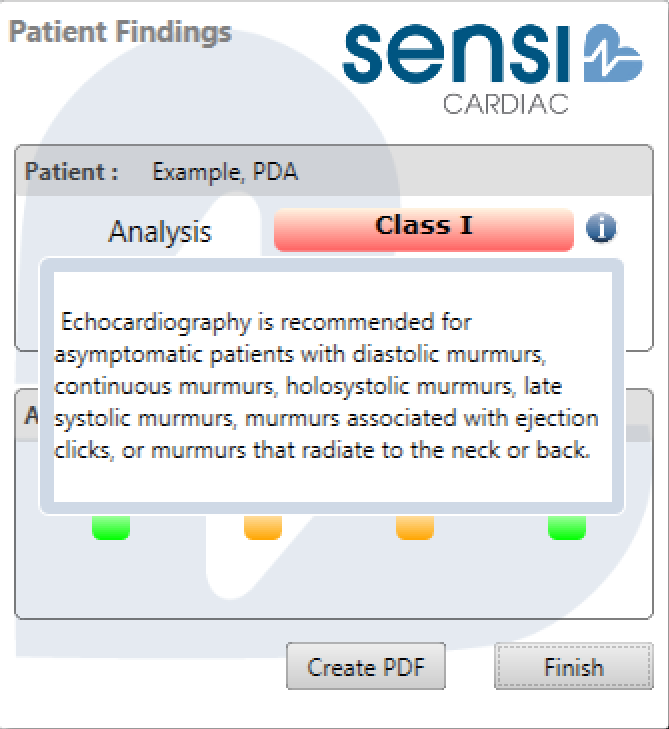 Patient Findings
sensi
CARDIAC
Patient : Example, PDA
Analysis Class I i
Echocardiography is recommended for
asymptomatic patients with diastolic murmurs,
continuous murmurs, holosystolic murmurs, late
systolic murmurs, murmurs associated with ejection
clicks, or murmurs that radiate to the neck or back.
A
Create PDF Finish